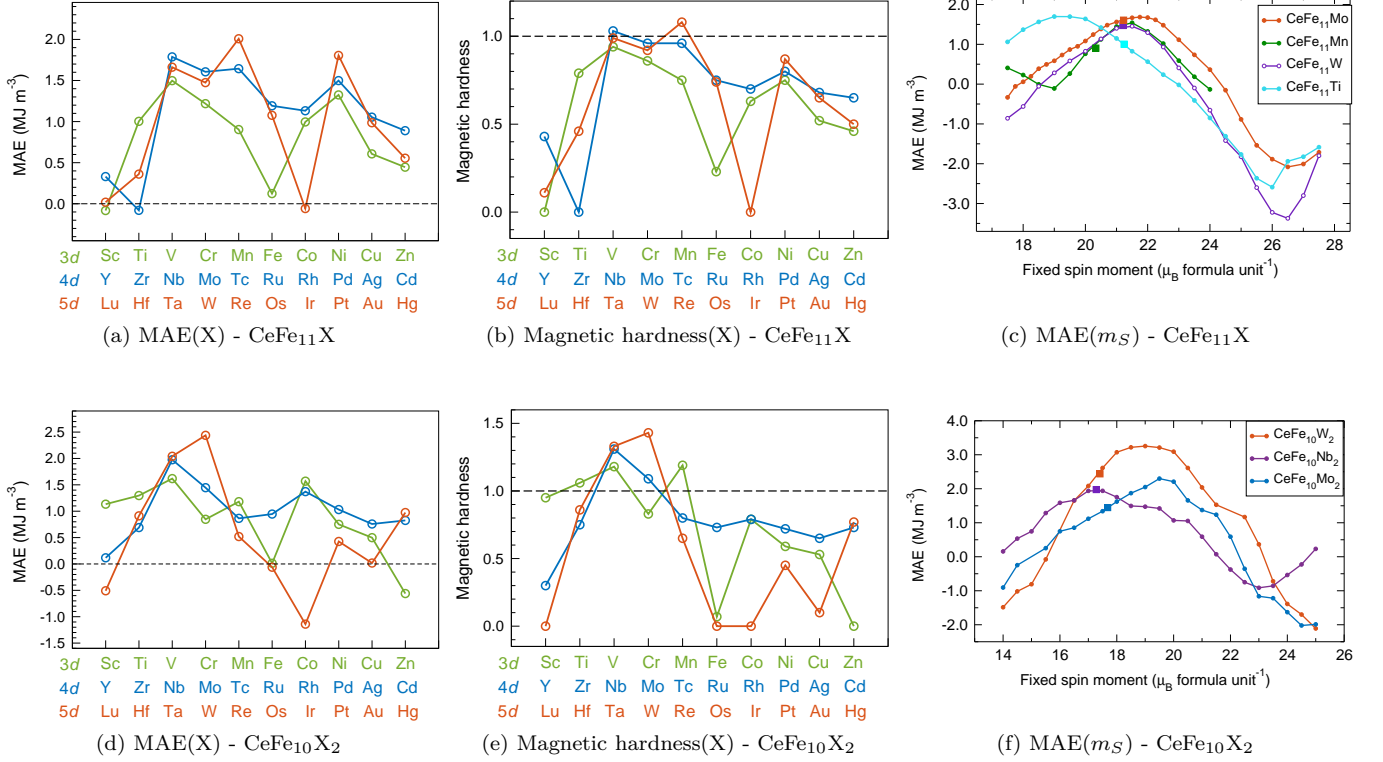 MAE (MJ m⁻³)
2.0
1.5
1.0
0.5
0.0
3d Sc Ti V Cr Mn Fe Co Ni Cu Zn
4d Y Zr Nb Mo Tc Ru Rh Pd Ag Cd
5d Lu Hf Ta W Re Os Ir Pt Au Hg
(a) MAE(X) - CeFe₁₁X
Magnetic hardness
1.0
0.5
0.0
3d Sc Ti V Cr Mn Fe Co Ni Cu Zn
4d Y Zr Nb Mo Tc Ru Rh Pd Ag Cd
5d Lu Hf Ta W Re Os Ir Pt Au Hg
(b) Magnetic hardness(X) - CeFe₁₁X
MAE (MJ m⁻³)
2.0
1.0
0.0
-1.0
-2.0
-3.0
CeFe₁₁Mo
CeFe₁₁Mn
CeFe₁₁W
CeFe₁₁Ti
18 20 22 24 26 28
Fixed spin moment (μB formula unit⁻¹)
(c) MAE(mS) - CeFe₁₁X
MAE (MJ m⁻³)
2.5
2.0
1.5
1.0
0.5
0.0
-0.5
-1.0
-1.5
3d Sc Ti V Cr Mn Fe Co Ni Cu Zn
4d Y Zr Nb Mo Tc Ru Rh Pd Ag Cd
5d Lu Hf Ta W Re Os Ir Pt Au Hg
(d) MAE(X) - CeFe₁₀X₂
Magnetic hardness
1.5
1.0
0.5
0.0
3d Sc Ti V Cr Mn Fe Co Ni Cu Zn
4d Y Zr Nb Mo Tc Ru Rh Pd Ag Cd
5d Lu Hf Ta W Re Os Ir Pt Au Hg
(e) Magnetic hardness(X) - CeFe₁₀X₂
MAE (MJ m⁻³)
4.0
3.0
2.0
1.0
0.0
-1.0
-2.0
CeFe₁₀W₂
CeFe₁₀Nb₂
CeFe₁₀Mo₂
14 16 18 20 22 24 26
Fixed spin moment (μB formula unit⁻¹)
(f) MAE(mS) - CeFe₁₀X₂